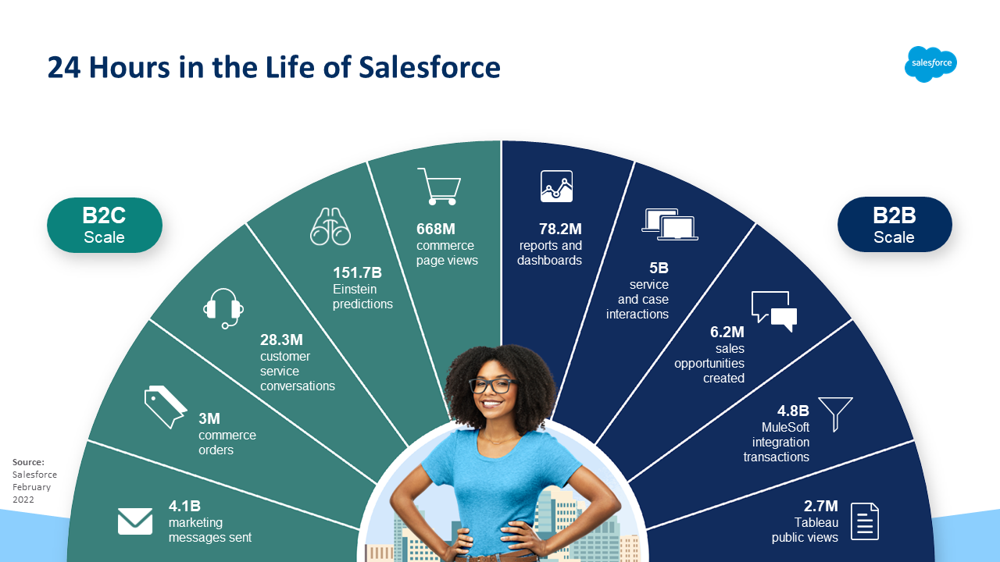 24 Hours in the Life of Salesforce
salesforce
B2C
Scale
B2B
Scale
4.1B
marketing
messages sent
3M
commerce
orders
28.3M
customer
service
conversations
151.7B
Einstein
predictions
668M
commerce
page views
78.2M
reports and
dashboards
5B
service
and case
interactions
6.2M
sales
opportunities
created
4.8B
MuleSoft
integration
transactions
2.7M
Tableau
public views
Source:
Salesforce
February
2022